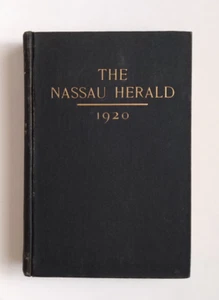 THE
NASSAU HERALD
1920